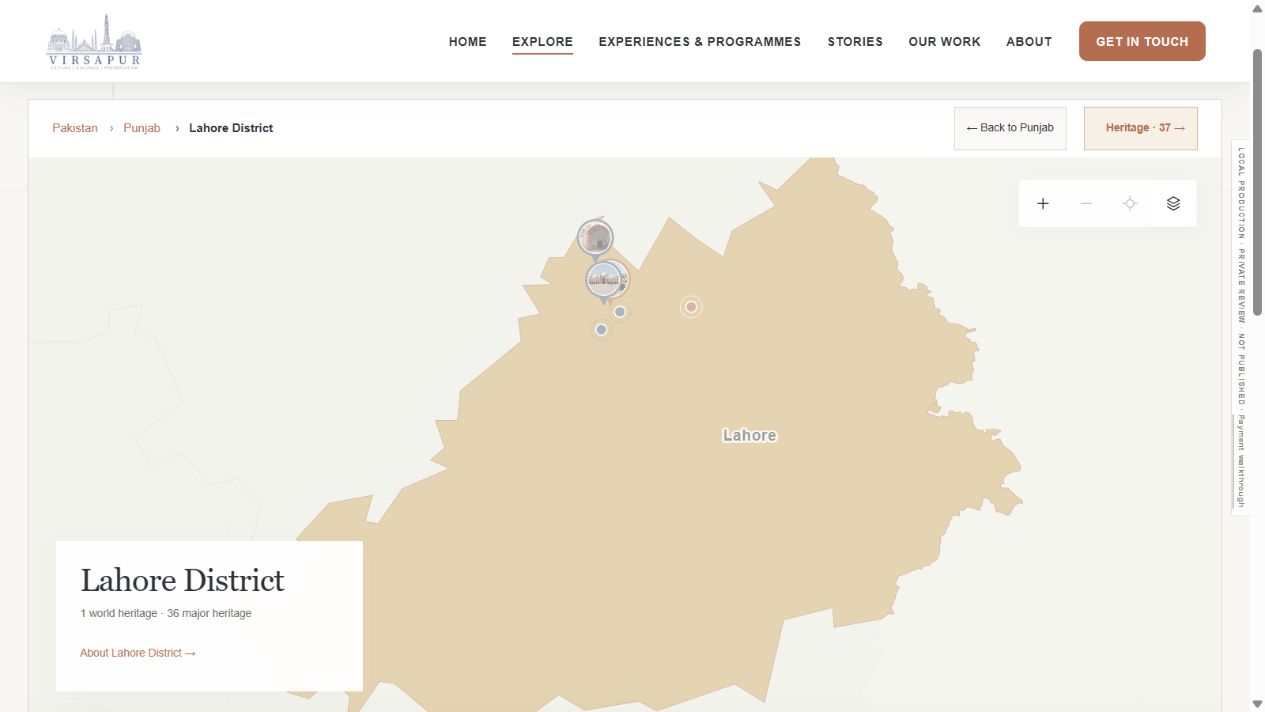 VIRSAPUR
HOME
EXPLORE
EXPERIENCES & PROGRAMMES
STORIES
OUR WORK
ABOUT
GET IN TOUCH
Pakistan › Punjab › Lahore District
← Back to Punjab
Heritage · 37 →
LOCAL PRODUCTION · PRIVATE REVIEW · NOT PUBLISHED · Payment walkthrough
Lahore
Lahore District
1 world heritage · 36 major heritage
About Lahore District →